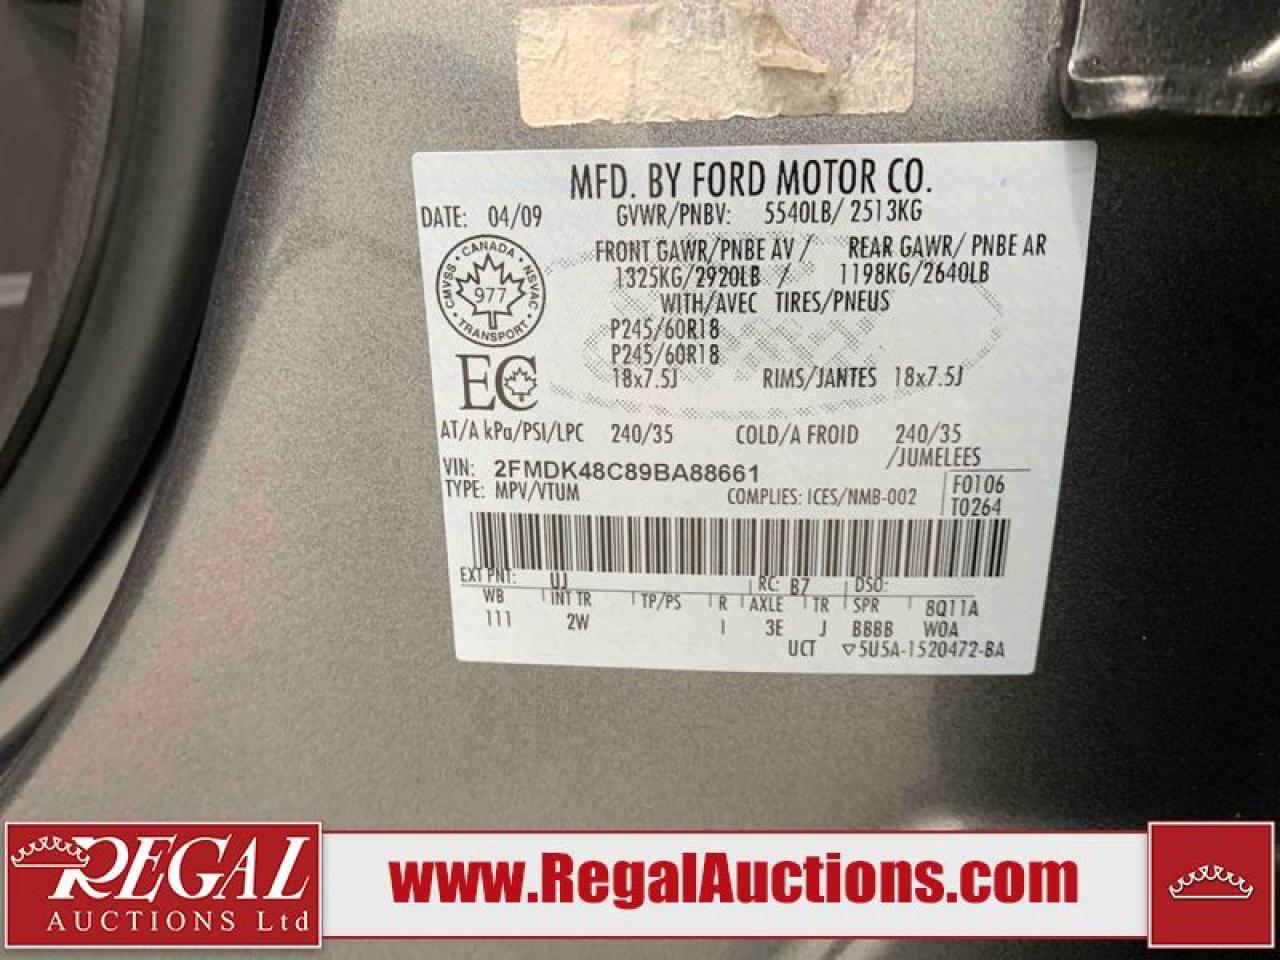 MFD. BY FORD MOTOR CO.
DATE: 04/09 GVWR/PNBV: 5540LB/ 2513KG
FRONT GAWR/PNBE AV / REAR GAWR/ PNBE AR
1325KG/2920LB / 1198KG/2640LB
WITH/AVEC TIRES/PNEUS
CANADA
CMVSS NSVAC
977
TRANSPORT
P245/60R18
P245/60R18
18x7.5J RIMS/JANTES 18x7.5J
EC
AT/A kPa/PSI/LPC 240/35 COLD/A FROID 240/35
/JUMELEES
VIN: 2FMDK48C89BA88661
TYPE: MPV/VTUM COMPLIES: ICES/NMB-002
F0106
T0264
EXT PNT: UJ RC: B7 DSO:
WB INT TR TP/PS R AXLE TR SPR 8Q11A
111 2W I 3E J BBBB WOA
UCT 5U5A-1520472-BA
REGAL
AUCTIONS Ltd
www.RegalAuctions.com